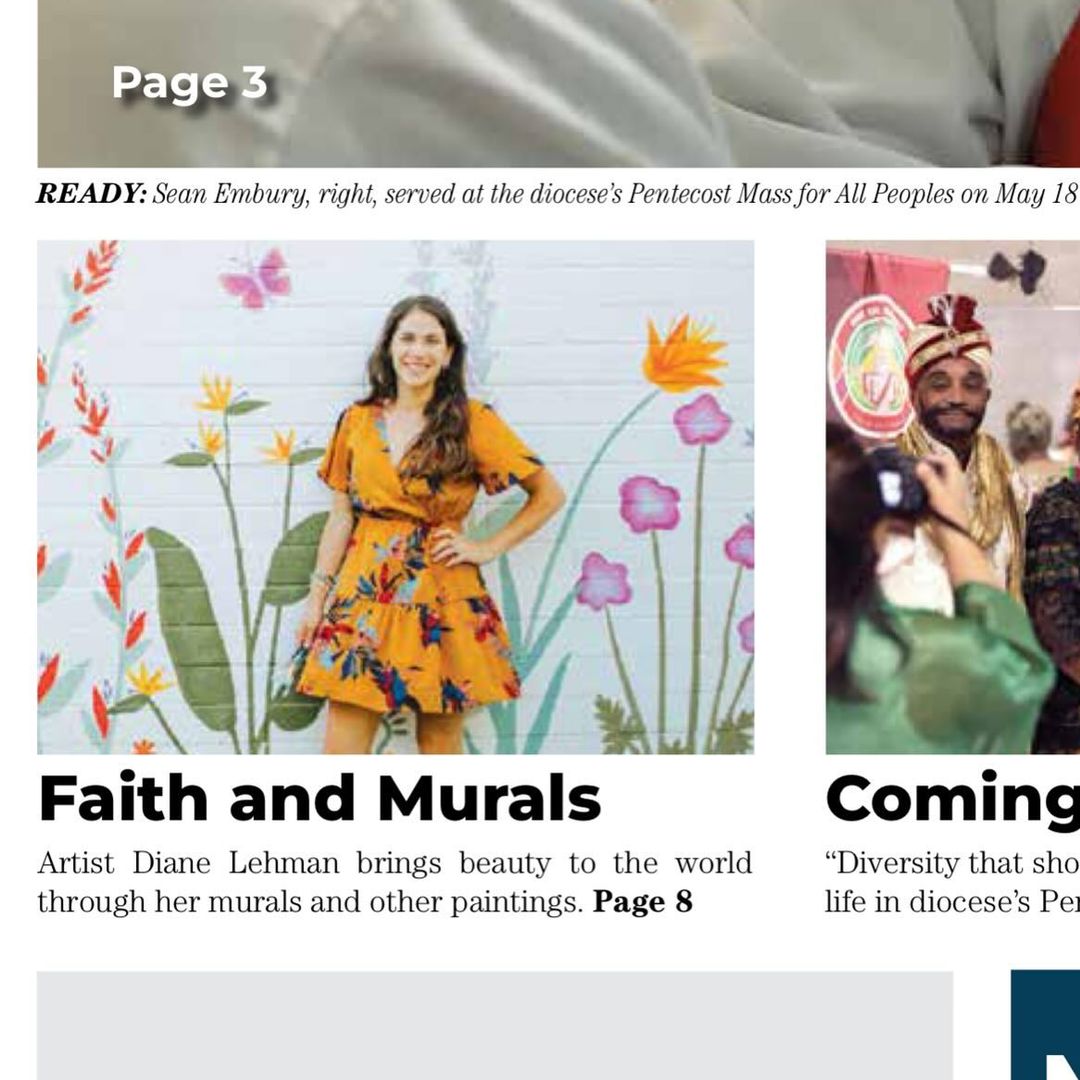 Page 3
READY: Sean Embury, right, served at the diocese’s Pentecost Mass for All Peoples on May 18
Faith and Murals
Artist Diane Lehman brings beauty to the world
through her murals and other paintings. Page 8
Coming
“Diversity that sho
life in diocese’s Pe